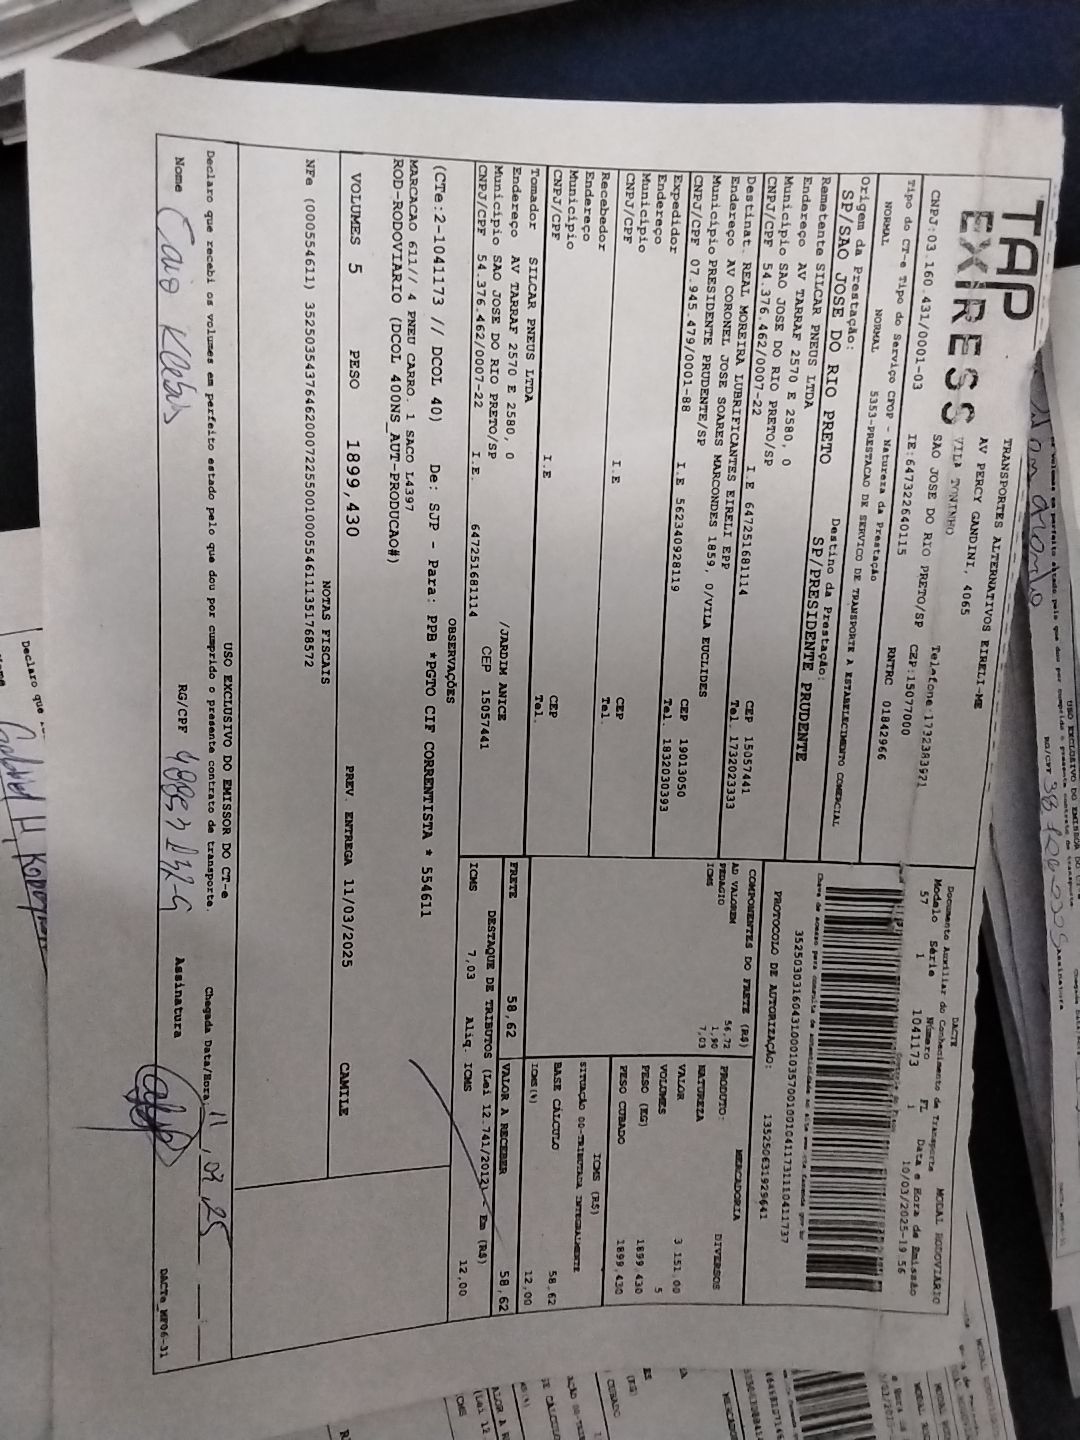 TAP
EXPRESS
TRANSPORTES ALTERNATIVOS EIRELI-ME
AV PERCY GANDINI, 4065
VILA TONINHO
SAO JOSE DO RIO PRETO/SP Telefone:1732383971
CNPJ:03.160.431/0001-03 IE:647322640115 CEP:15077000
Tipo do CT-e Tipo do Serviço CFOP - Natureza da Prestação RNTRC 01842966
NORMAL NORMAL 5353-PRESTACAO DE SERVICO DE TRANSPORTE A ESTABELECIMENTO COMERCIAL
Origem da Prestação: Destino da Prestação:
SP/SAO JOSE DO RIO PRETO SP/PRESIDENTE PRUDENTE
Remetente SILCAR PNEUS LTDA
Endereço AV TARRAF 2570 E 2580, 0
Município SAO JOSE DO RIO PRETO/SP CEP 15057441
CNPJ/CPF 54.376.462/0007-22 I.E 647251681114 Tel. 1732023333
Destinat. REAL MOREIRA LUBRIFICANTES EIRELI EPP
Endereço AV CORONEL JOSE SOARES MARCONDES 1859, 0/VILA EUCLIDES
Município PRESIDENTE PRUDENTE/SP CEP 19013050
CNPJ/CPF 07.945.479/0001-88 I.E 562340928119 Tel. 1832030393
Expedidor
Endereço
Município CEP
CNPJ/CPF I.E Tel.
Recebedor
Endereço
Município CEP
CNPJ/CPF I.E Tel.
Tomador SILCAR PNEUS LTDA
Endereço AV TARRAF 2570 E 2580, 0 /JARDIM ANICE
Município SAO JOSE DO RIO PRETO/SP CEP 15057441
CNPJ/CPF 54.376.462/0007-22 I.E. 647251681114
DACTE MODAL RODOVIÁRIO
Documento Auxiliar do Conhecimento de Transporte
Modelo Série Número FL Data e Hora de Emissão
57 1 1041173 1 10/03/2025-19:56
Chave de acesso para consulta de autenticidade no site
PROTOCOLO DE AUTORIZAÇÃO: 135250631929641
COMPONENTES DO FRETE (R$)
AD VALOREM 56,72
PEDAGIO 1,90
ICMS 7,03
FRETE 58,62
MERCADORIA
PRODUTO: DIVERSOS
NATUREZA
VALOR 3 151,00
VOLUMES 5
PESO (KG) 1899,430
PESO CUBADO 1899,430
ICMS (R$)
SITUAÇÃO 00-TRIBUTADA INTEGRALMENTE
BASE CÁLCULO 58,62
ICMS(%) 12,00
VALOR A RECEBER 58,62
DESTAQUE DE TRIBUTOS (Lei 12.741/2012) - Em (R$)
ICMS 7,03 Aliq. ICMS 12,00
OBSERVAÇÕES
(CTe:2-1041173 // DCOL 40) De: SJP - Para: PPB *PGTO CIF CORRENTISTA * 554611
MARCACAO 611// 4 PNEU CARRO. 1 SACO L4397
ROD-RODOVIARIO (DCOL 400NS_AUT-PRODUCAO#)
VOLUMES 5 PESO 1899,430 PREV. ENTREGA 11/03/2025 CAMILE
NOTAS FISCAIS
NFe (000554611) 35250354376462000722550010005546111351768572
USO EXCLUSIVO DO EMISSOR DO CT-e
Declaro que recebi os volumes em perfeito estado pelo que dou por cumprido o presente contrato de transporte. Chegada Data/Hora: 11.03.25
Nome Caio RG/CPF Assinatura
DACTe_MF06-31